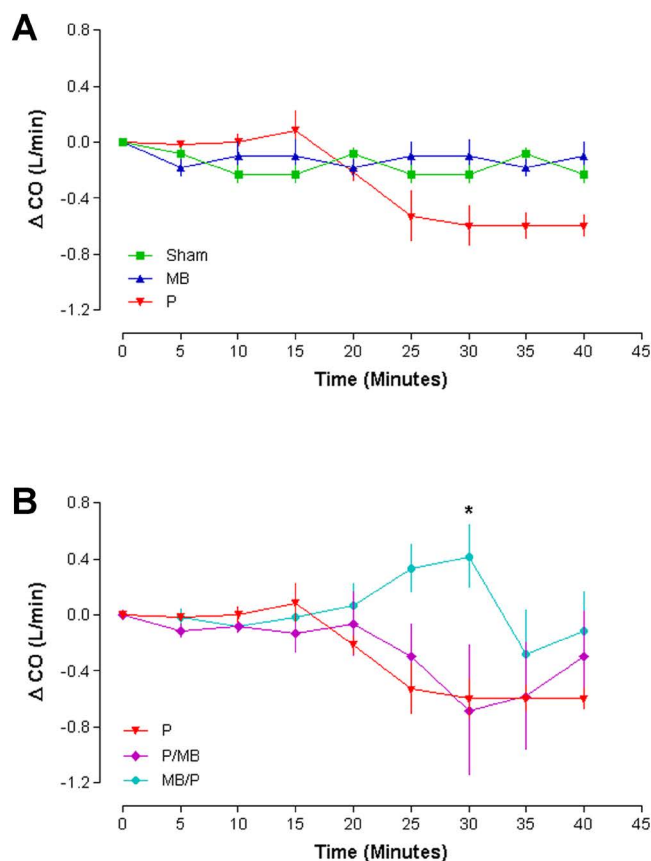 A
Δ CO (L/min)
0.8
0.4
0.0
-0.4
-0.8
-1.2
Sham
MB
P
0 5 10 15 20 25 30 35 40 45
Time (Minutes)
B
Δ CO (L/min)
0.8
0.4
0.0
-0.4
-0.8
-1.2
*
P
P/MB
MB/P
0 5 10 15 20 25 30 35 40 45
Time (Minutes)